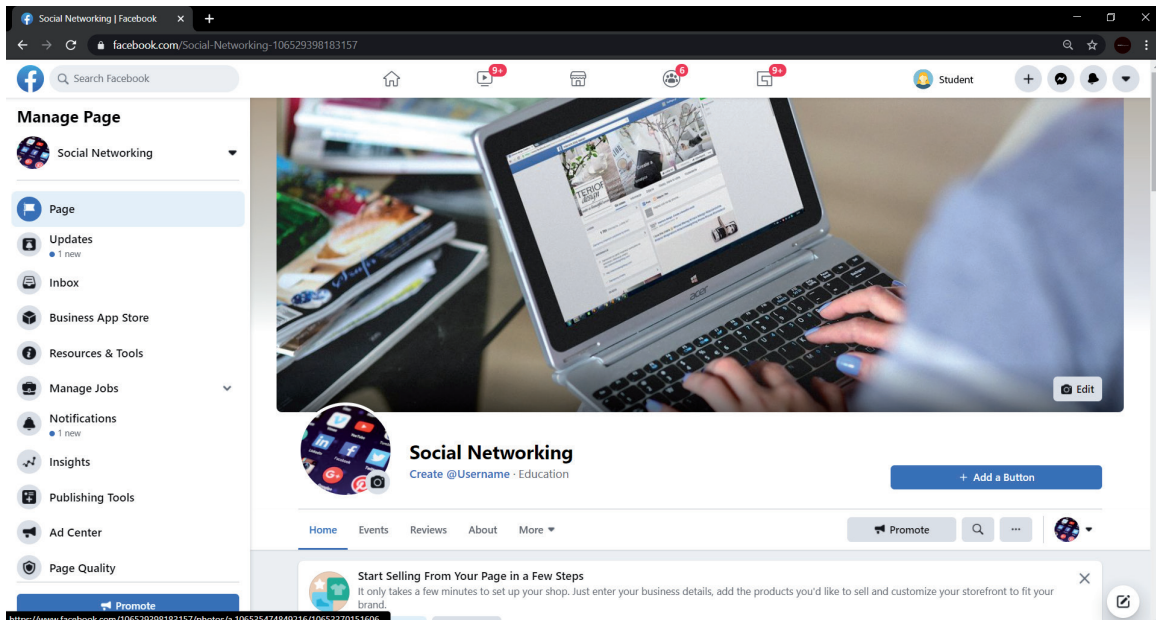 Social Networking | Facebook
facebook.com/Social-Networking-106529398183157
Search Facebook
9+
6
9+
Student
Manage Page
Social Networking
Page
Updates
1 new
Inbox
Business App Store
Resources & Tools
Manage Jobs
Notifications
1 new
Insights
Publishing Tools
Ad Center
Page Quality
Promote
acer
Edit
Social Networking
Create @Username · Education
+ Add a Button
Home Events Reviews About More
Promote
Start Selling From Your Page in a Few Steps
It only takes a few minutes to set up your shop. Just enter your business details, add the products you'd like to sell and customize your storefront to fit your
brand.